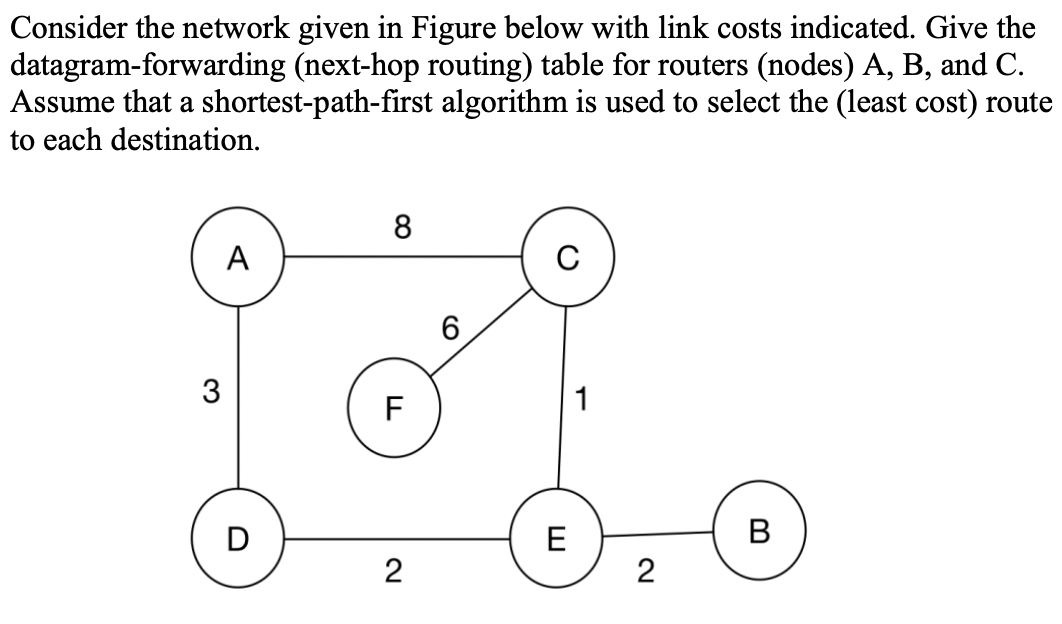 Consider the network given in Figure below with link costs indicated. Give the
datagram-forwarding (next-hop routing) table for routers (nodes) A, B, and C.
Assume that a shortest-path-first algorithm is used to select the (least cost) route
to each destination.
8
A
C
6
3
F
1
D
E
B
2
2